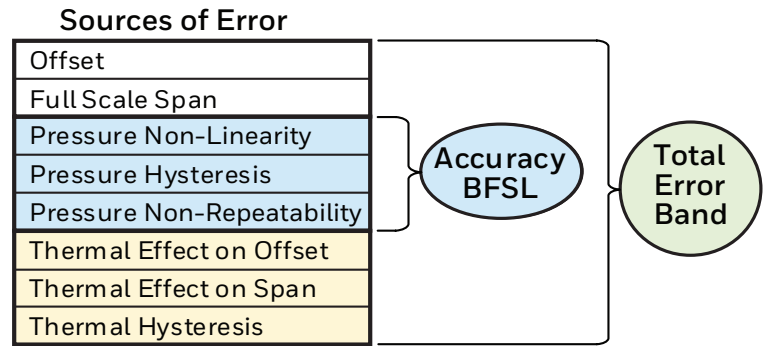 Sources of Error
Offset
Full Scale Span
Pressure Non-Linearity
Pressure Hysteresis
Pressure Non-Repeatability
Thermal Effect on Offset
Thermal Effect on Span
Thermal Hysteresis
Accuracy
BFSL
Total
Error
Band